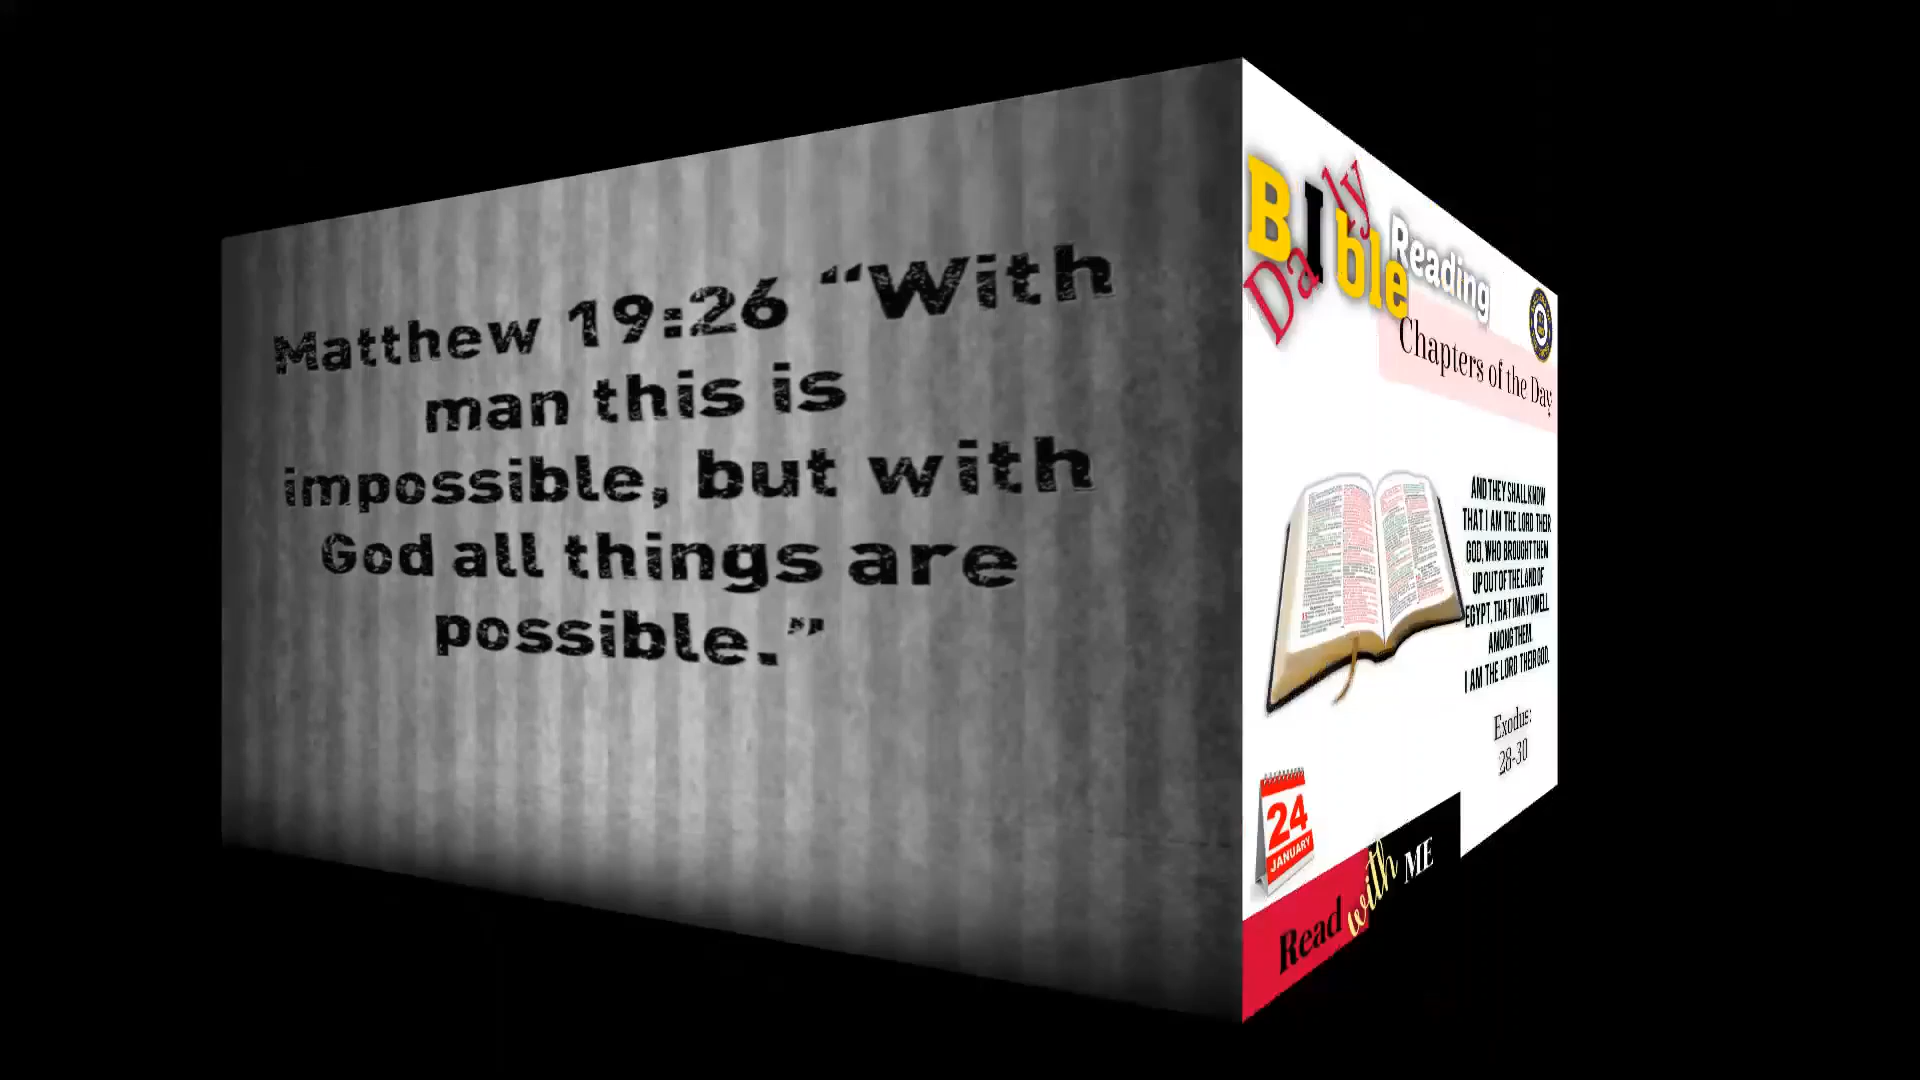 Matthew 19:26 “With
man this is
impossible, but with
God all things are
possible.”
Daily
BIble
Reading
Chapters of the Day
AND THEY SHALL KNOW
THAT I AM THE LORD THEIR
GOD, WHO BROUGHT THEM
UP OUT OF THE LAND OF
EGYPT, THAT I MAY DWELL
AMONG THEM.
I AM THE LORD THEIR GOD.
Exodus:
28-30
24
JANUARY
Read with ME